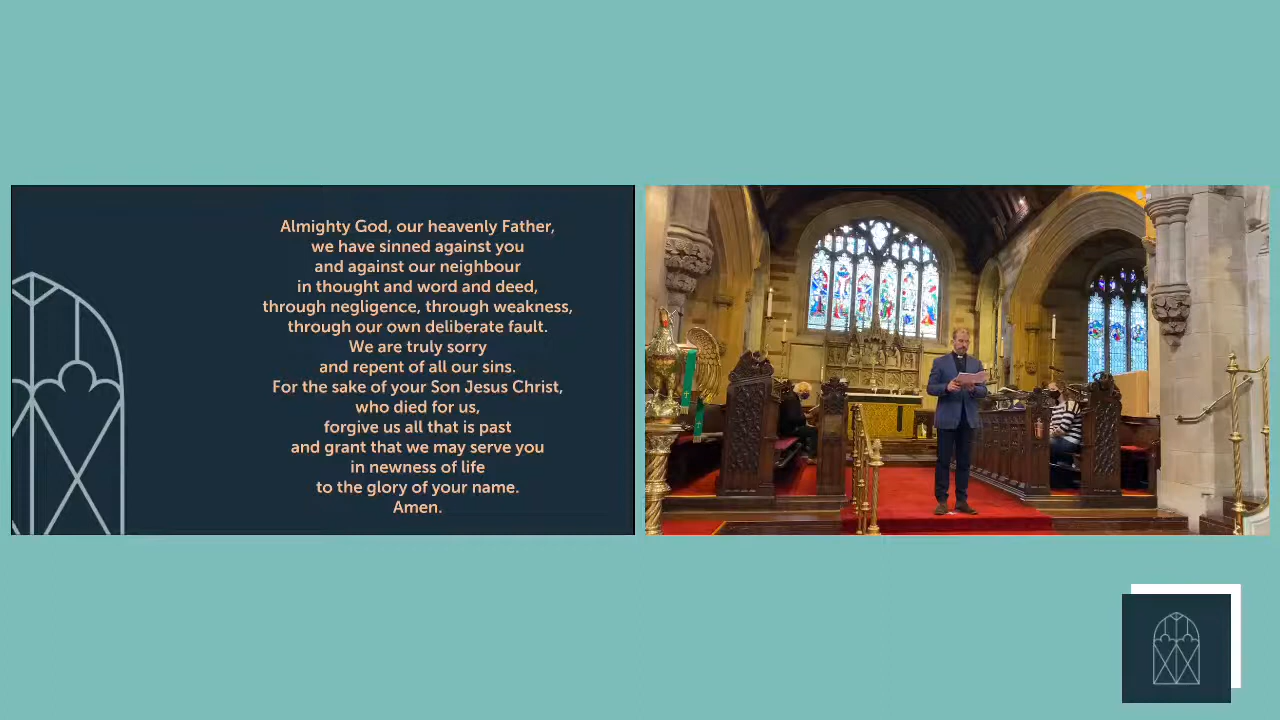 Almighty God, our heavenly Father,
we have sinned against you
and against our neighbour
in thought and word and deed,
through negligence, through weakness,
through our own deliberate fault.
We are truly sorry
and repent of all our sins.
For the sake of your Son Jesus Christ,
who died for us,
forgive us all that is past
and grant that we may serve you
in newness of life
to the glory of your name.
Amen.